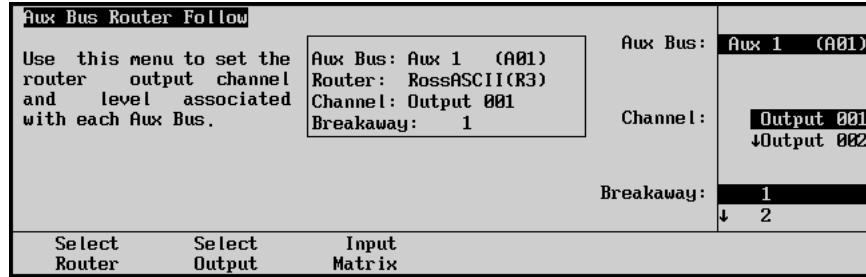 Aux Bus Router Follow
Use this menu to set the
router output channel
and level associated
with each Aux Bus.
Aux Bus: Aux 1 (A01)
Router: RossASCII(R3)
Channel: Output 001
Breakaway: 1
Aux Bus: Aux 1 (A01)
Channel: Output 001
↓Output 002
Breakaway: 1
↓ 2
Select Select Input
Router Output Matrix